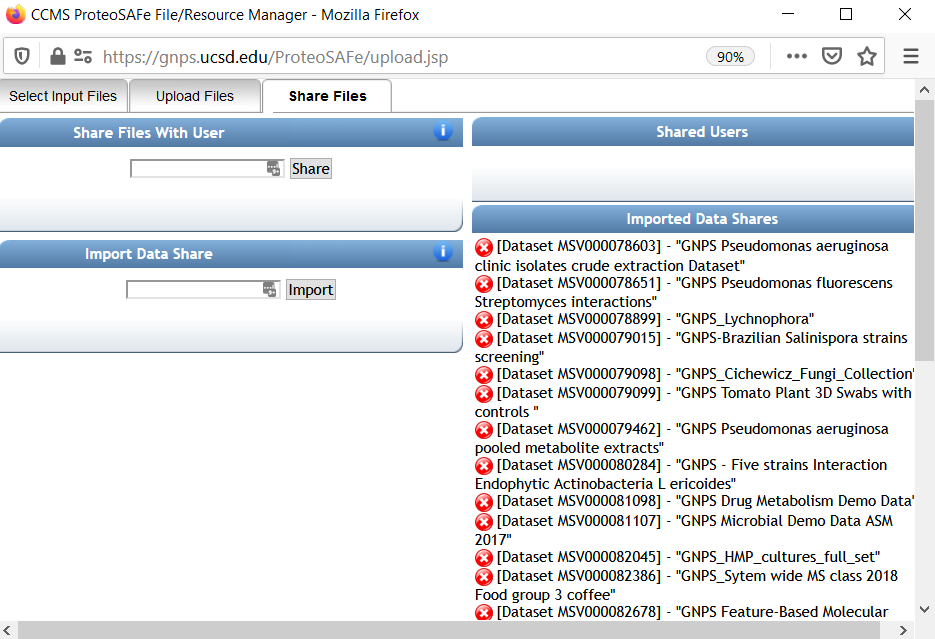 CCMS ProteoSAFe File/Resource Manager - Mozilla Firefox
https://gnps.ucsd.edu/ProteoSAFe/upload.jsp
90%
Select Input Files
Upload Files
Share Files
Share Files With User
i
Share
Import Data Share
i
Import
Shared Users
Imported Data Shares
[Dataset MSV000078603] - "GNPS Pseudomonas aeruginosa
clinic isolates crude extraction Dataset"
[Dataset MSV000078651] - "GNPS Pseudomonas fluorescens
Streptomyces interactions"
[Dataset MSV000078899] - "GNPS_Lychnophora"
[Dataset MSV000079015] - "GNPS-Brazilian Salinispora strains
screening"
[Dataset MSV000079098] - "GNPS_Cichewicz_Fungi_Collection"
[Dataset MSV000079099] - "GNPS Tomato Plant 3D Swabs with
controls "
[Dataset MSV000079462] - "GNPS Pseudomonas aeruginosa
pooled metabolite extracts"
[Dataset MSV000080284] - "GNPS - Five strains Interaction
Endophytic Actinobacteria L ericoides"
[Dataset MSV000081098] - "GNPS Drug Metabolism Demo Data"
[Dataset MSV000081107] - "GNPS Microbial Demo Data ASM
2017"
[Dataset MSV000082045] - "GNPS_HMP_cultures_full_set"
[Dataset MSV000082386] - "GNPS_Sytem wide MS class 2018
Food group 3 coffee"
[Dataset MSV000082678] - "GNPS Feature-Based Molecular